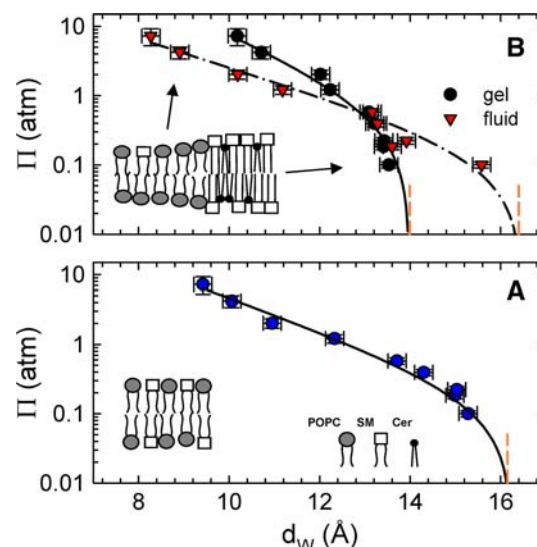 10
1
0.1
0.01
Π (atm)
B
gel
fluid
10
1
0.1
0.01
Π (atm)
A
POPC SM Cer
8 10 12 14 16
d_W (Å)